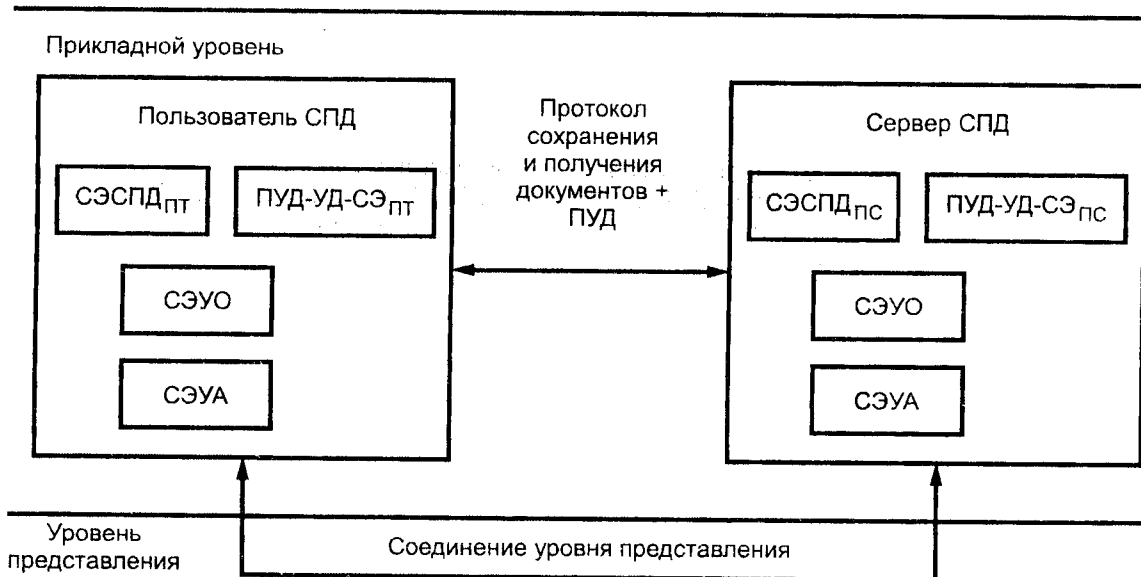 Прикладной уровень
Пользователь СПД
СЭСПДПТ
ПУД-УД-СЭПТ
СЭУО
СЭУА
Протокол
сохранения
и получения
документов +
ПУД
Сервер СПД
СЭСПДПС
ПУД-УД-СЭПС
СЭУО
СЭУА
Уровень
представления
Соединение уровня представления